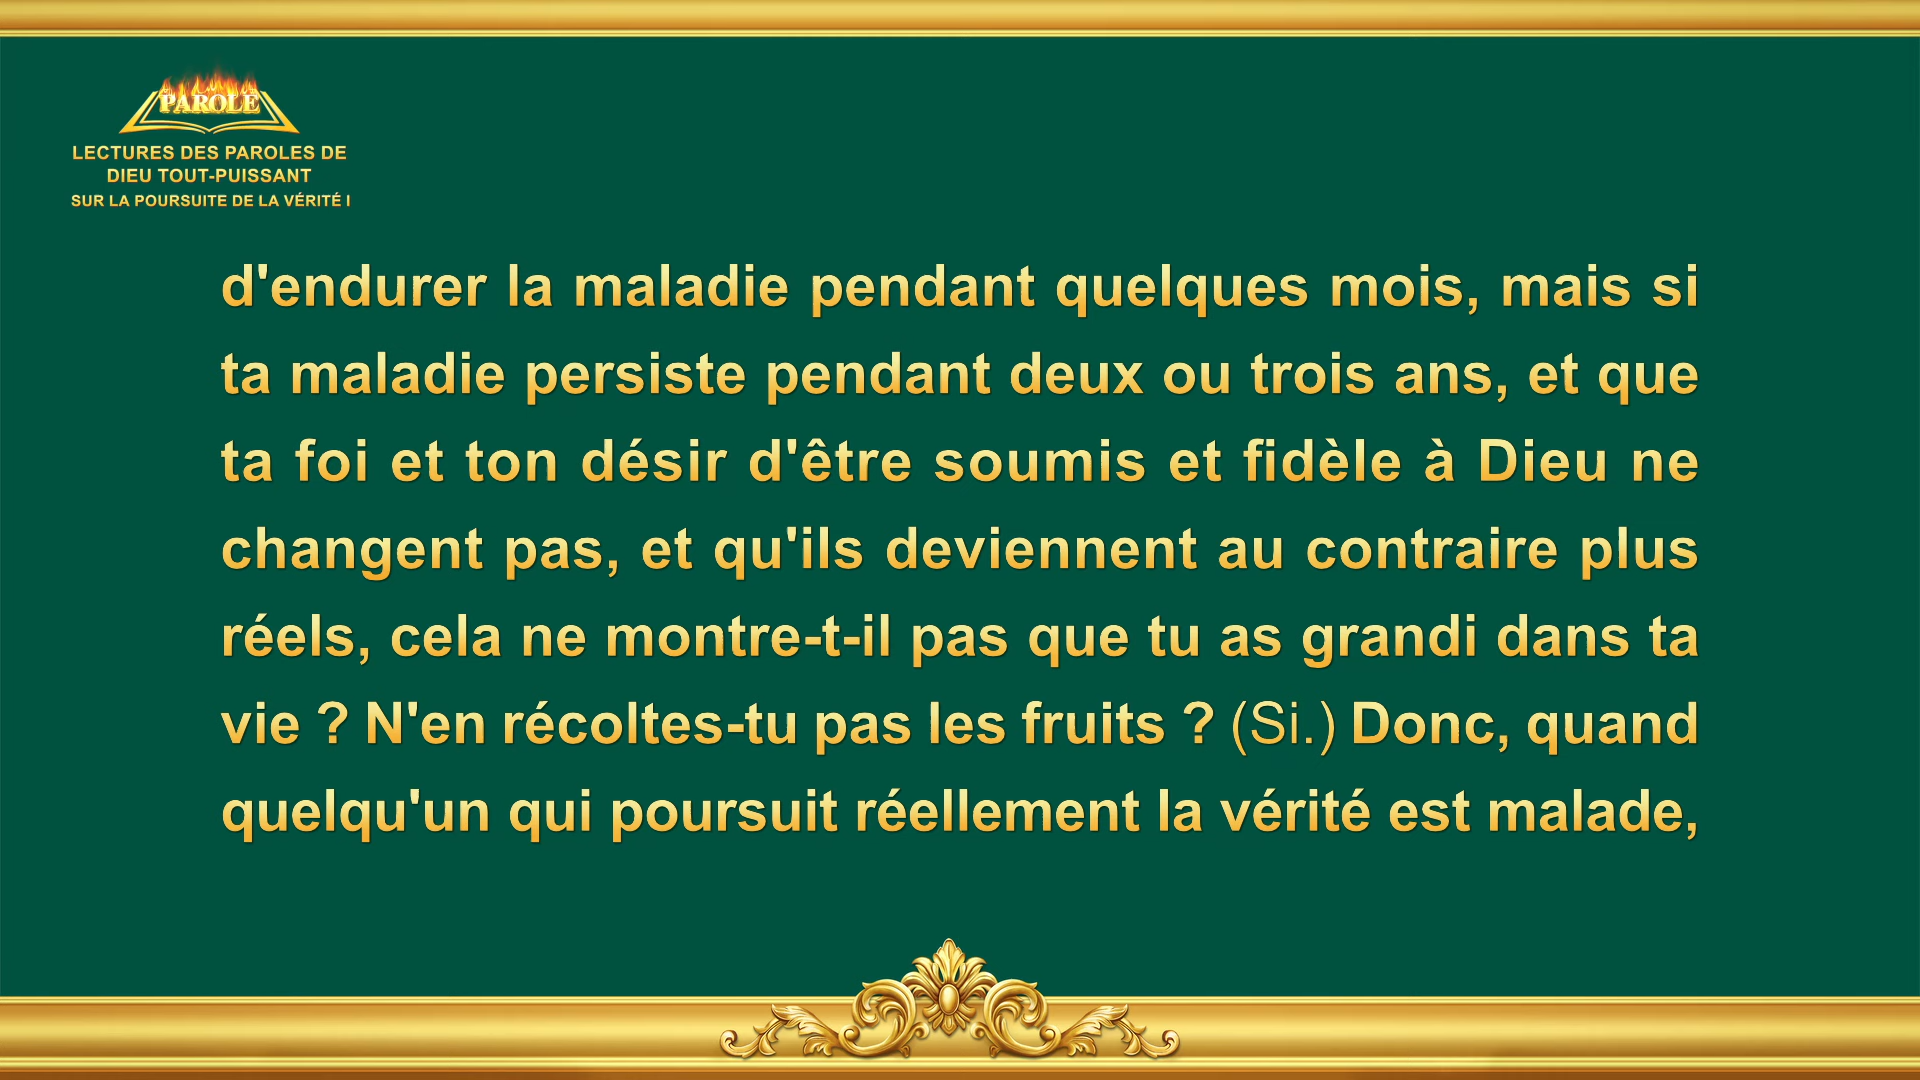 PAROLE
LECTURES DES PAROLES DE
DIEU TOUT-PUISSANT
SUR LA POURSUITE DE LA VÉRITÉ I
d'endurer la maladie pendant quelques mois, mais si
ta maladie persiste pendant deux ou trois ans, et que
ta foi et ton désir d'être soumis et fidèle à Dieu ne
changent pas, et qu'ils deviennent au contraire plus
réels, cela ne montre-t-il pas que tu as grandi dans ta
vie ? N'en récoltes-tu pas les fruits ? (Si.) Donc, quand
quelqu'un qui poursuit réellement la vérité est malade,